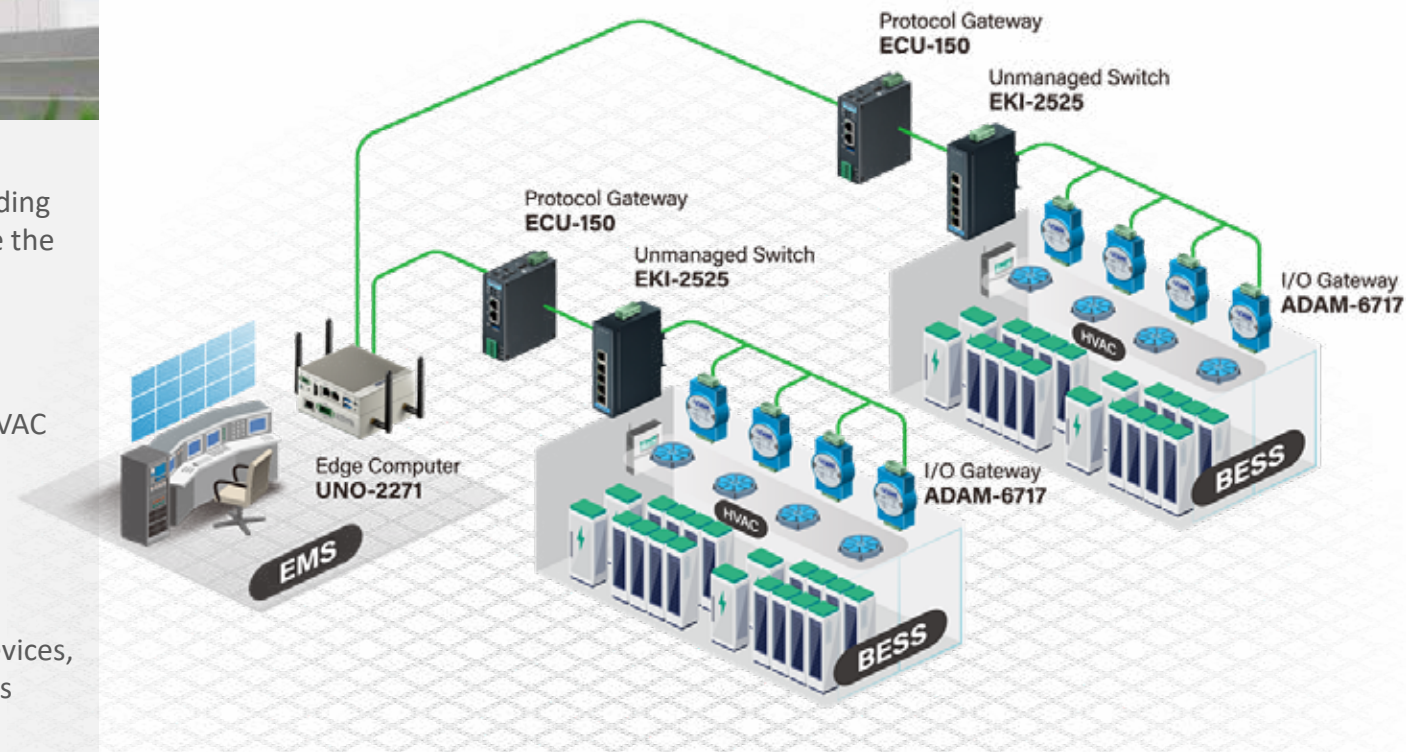 ding
e the
VAC
evices,
s
Protocol Gateway
ECU-150
Unmanaged Switch
EKI-2525
Protocol Gateway
ECU-150
Unmanaged Switch
EKI-2525
I/O Gateway
ADAM-6717
HVAC
BESS
Edge Computer
UNO-2271
EMS
I/O Gateway
ADAM-6717
HVAC
BESS